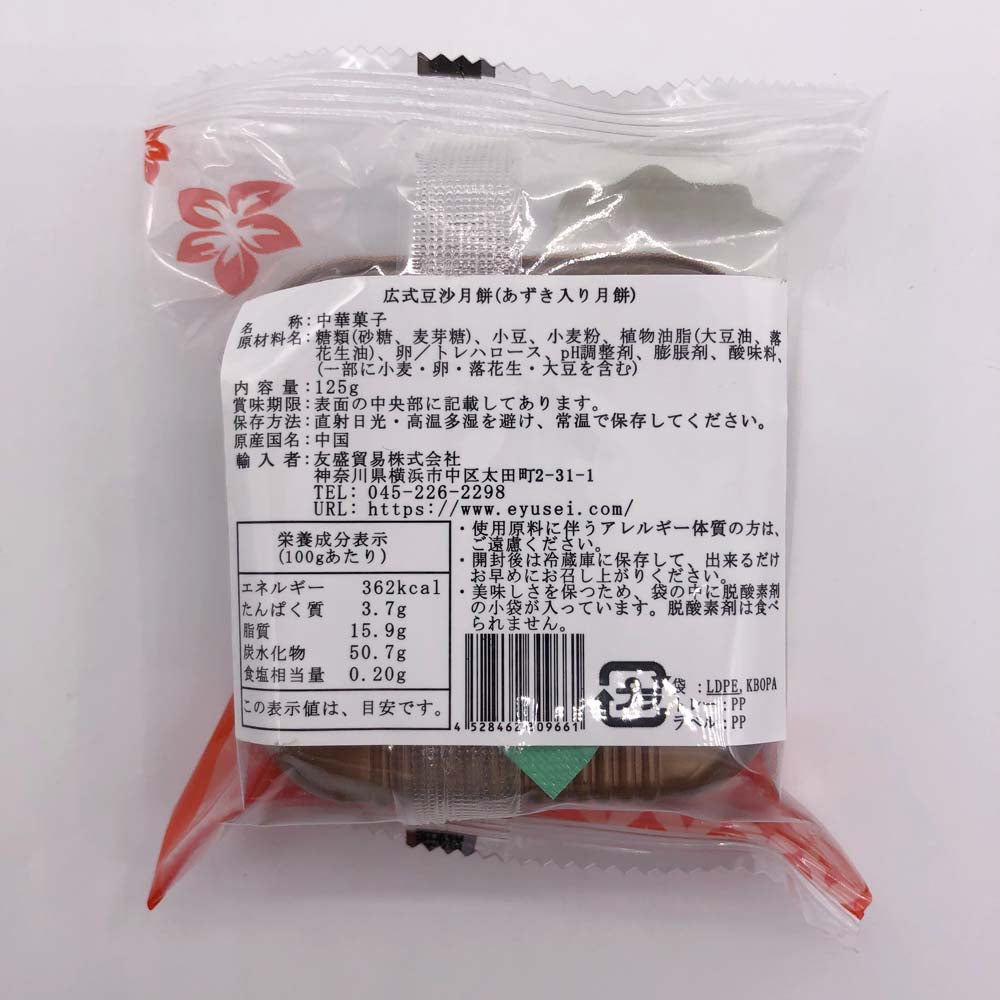 広式豆沙月餅(あずき入り月餅)
名　　称:中華菓子
原材料名:糖類(砂糖、麦芽糖)、小豆、小麦粉、植物油脂(大豆油、落
花生油)、卵／トレハロース、pH調整剤、膨脹剤、酸味料、
(一部に小麦・卵・落花生・大豆を含む)
内 容 量:125g
賞味期限:表面の中央部に記載してあります。
保存方法:直射日光・高温多湿を避け、常温で保存してください。
原産国名:中国
輸 入 者:友盛貿易株式会社
神奈川県横浜市中区太田町2-31-1
TEL: 045-226-2298
URL: https://www.eyusei.com/
栄養成分表示
(100gあたり)
エネルギー 362kcal
たんぱく質 3.7g
脂質 15.9g
炭水化物 50.7g
食塩相当量 0.20g
この表示値は、目安です。
・使用原料に伴うアレルギー体質の方は、
ご遠慮ください。
・開封後は冷蔵庫に保存して、出来るだけ
お早めにお召し上がりください。
・美味しさを保つため、袋の中に脱酸素剤
の小袋が入っています。脱酸素剤は食べ
られません。
袋 :LDPE,KBOPA
トレー:PP
ラベル:PP